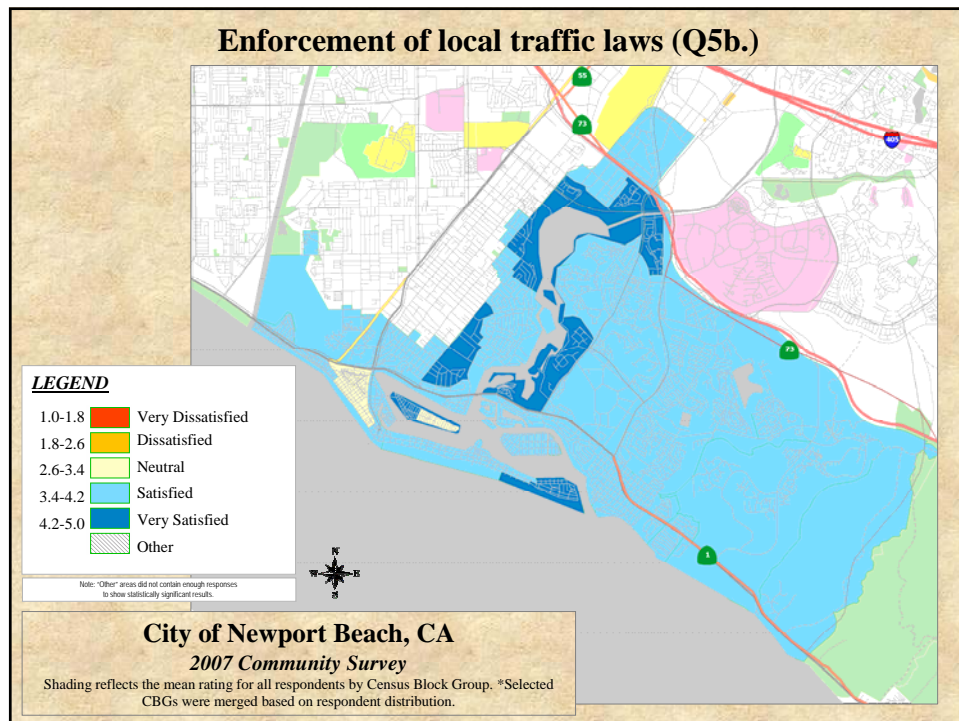 Enforcement of local traffic laws (Q5b.)
55
73
405
73
1
LEGEND
1.0-1.8 Very Dissatisfied
1.8-2.6 Dissatisfied
2.6-3.4 Neutral
3.4-4.2 Satisfied
4.2-5.0 Very Satisfied
Other
Note: "Other" areas did not contain enough responses
to show statistically significant results.
N
W E
S
City of Newport Beach, CA
2007 Community Survey
Shading reflects the mean rating for all respondents by Census Block Group. *Selected
CBGs were merged based on respondent distribution.